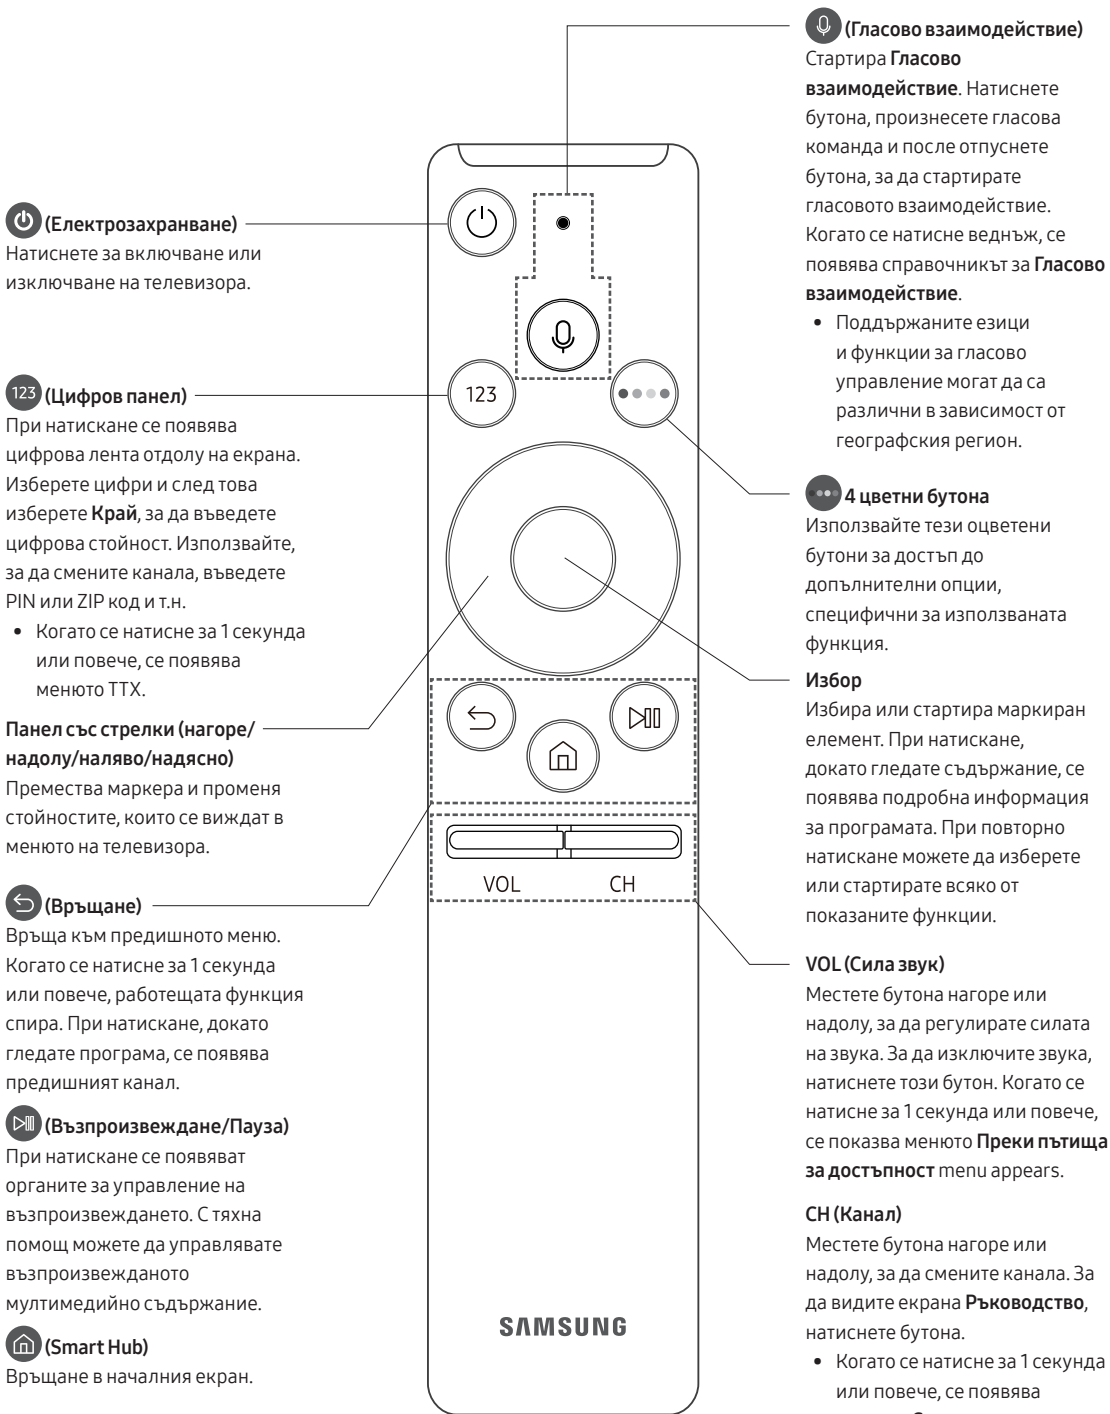 (Електрозахранване)
Натиснете за включване или
изключване на телевизора.
123 (Цифров панел)
При натискане се появява
цифрова лента отдолу на екрана.
Изберете цифри и след това
изберете Край, за да въведете
цифрова стойност. Използвайте,
за да смените канала, въведете
PIN или ZIP код и т.н.
• Когато се натисне за 1 секунда
или повече, се появява
менюто TTX.
Панел със стрелки (нагоре/
надолу/наляво/надясно)
Премества маркера и променя
стойностите, които се виждат в
менюто на телевизора.
(Връщане)
Връща към предишното меню.
Когато се натисне за 1 секунда
или повече, работещата функция
спира. При натискане, докато
гледате програма, се появява
предишният канал.
(Възпроизвеждане/Пауза)
При натискане се появяват
органите за управление на
възпроизвеждането. С тяхна
помощ можете да управлявате
възпроизвежданото
мултимедийно съдържание.
(Smart Hub)
Връщане в началния екран.
123
VOL CH
SAMSUNG
(Гласово взаимодействие)
Стартира Гласово
взаимодействие. Натиснете
бутона, произнесете гласова
команда и после отпуснете
бутона, за да стартирате
гласовото взаимодействие.
Когато се натисне веднъж, се
появява справочникът за Гласово
взаимодействие.
• Поддържаните езици
и функции за гласово
управление могат да са
различни в зависимост от
географския регион.
4 цветни бутона
Използвайте тези оцветени
бутони за достъп до
допълнителни опции,
специфични за използваната
функция.
Избор
Избира или стартира маркиран
елемент. При натискане,
докато гледате съдържание, се
появява подробна информация
за програмата. При повторно
натискане можете да изберете
или стартирате всяко от
показаните функции.
VOL (Сила звук)
Местете бутона нагоре или
надолу, за да регулирате силата
на звука. За да изключите звука,
натиснете този бутон. Когато се
натисне за 1 секунда или повече,
се показва менюто Преки пътища
за достъпност menu appears.
CH (Канал)
Местете бутона нагоре или
надолу, за да смените канала. За
да видите екрана Ръководство,
натиснете бутона.
• Когато се натисне за 1 секунда
или повече, се появява